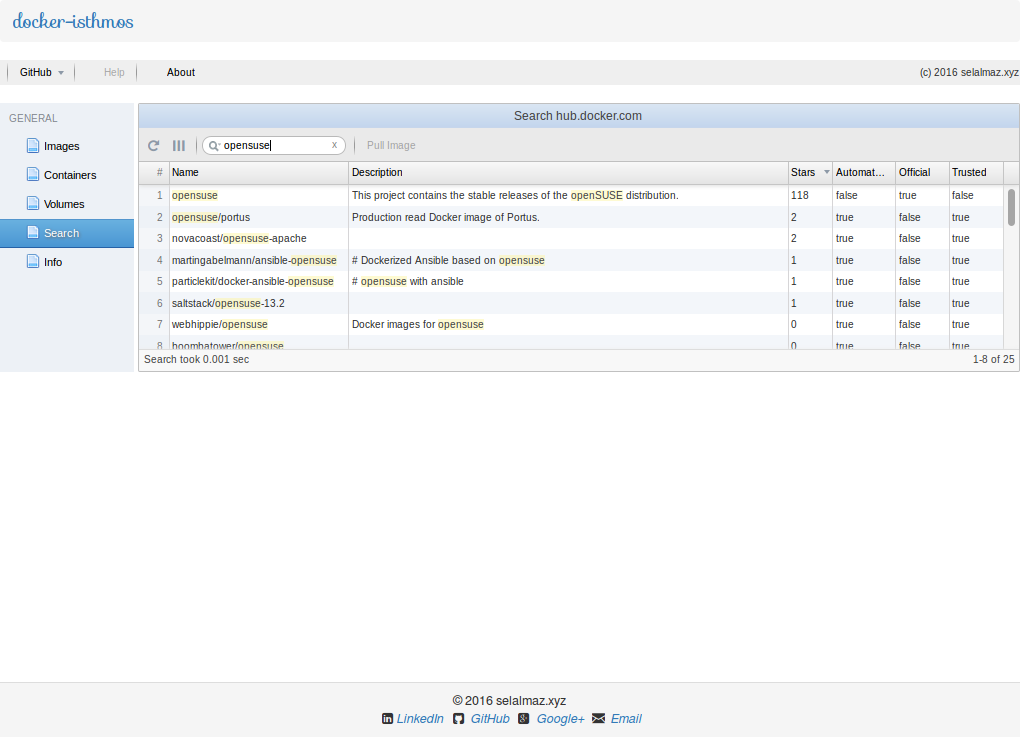 docker-isthmos
GitHub Help About (c) 2016 selalmaz.xyz
GENERAL
Images
Containers
Volumes
Search
Info
Search hub.docker.com
opensuse x Pull Image
# Name Description Stars Automat... Official Trusted
1 opensuse This project contains the stable releases of the openSUSE distribution. 118 false true false
2 opensuse/portus Production read Docker image of Portus. 2 true false true
3 novacoast/opensuse-apache 2 true false true
4 martingabelmann/ansible-opensuse # Dockerized Ansible based on opensuse 1 true false true
5 particlekit/docker-ansible-opensuse # opensuse with ansible 1 true false true
6 saltstack/opensuse-13.2 1 true false true
7 webhippie/opensuse Docker images for opensuse 0 true false true
8 boombatower/opensuse 0 true false true
Search took 0.001 sec 1-8 of 25
© 2016 selalmaz.xyz
LinkedIn GitHub Google+ Email